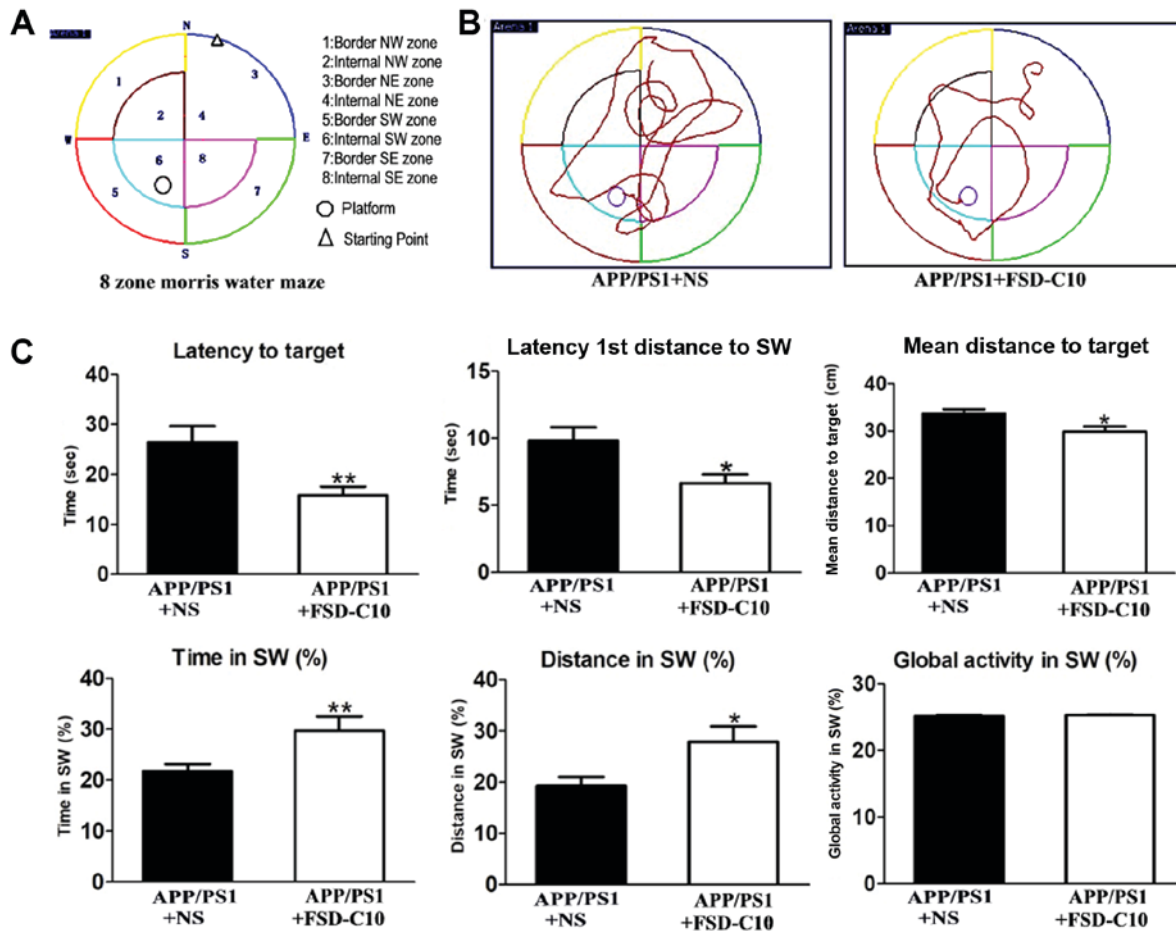 A
Arena 1
N
W
E
S
1
2
3
4
5
6
7
8
1:Border NW zone
2:Internal NW zone
3:Border NE zone
4:Internal NE zone
5:Border SW zone
6:Internal SW zone
7:Border SE zone
8:Internal SE zone
Platform
Starting Point
8 zone morris water maze
B
Arena 1
APP/PS1+NS
Arena 1
APP/PS1+FSD-C10
C
Latency to target
Time (sec)
40
30
20
10
0
**
APP/PS1
+NS
APP/PS1
+FSD-C10
Latency 1st distance to SW
Time (sec)
15
10
5
0
*
APP/PS1
+NS
APP/PS1
+FSD-C10
Mean distance to target
Mean distance to target (cm)
40
30
20
10
0
*
APP/PS1
+NS
APP/PS1
+FSD-C10
Time in SW (%)
Time in SW (%)
40
30
20
10
0
**
APP/PS1
+NS
APP/PS1
+FSD-C10
Distance in SW (%)
Distance in SW (%)
40
30
20
10
0
*
APP/PS1
+NS
APP/PS1
+FSD-C10
Global activity in SW (%)
Global activity in SW (%)
30
20
10
0
APP/PS1
+NS
APP/PS1
+FSD-C10